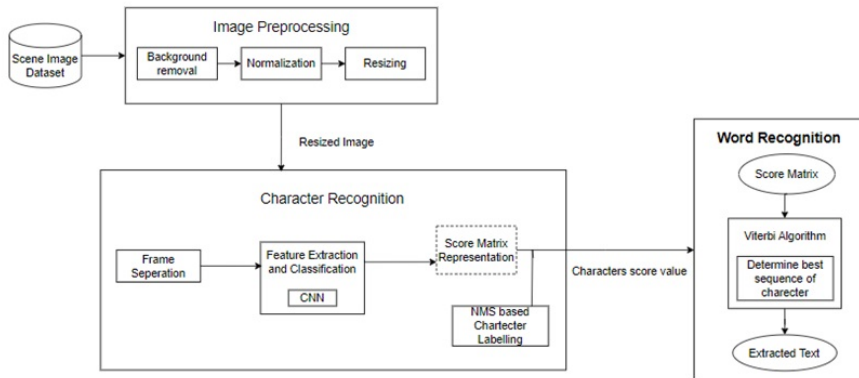 Image Preprocessing
Scene Image
Dataset
Background
removal
Normalization
Resizing
Resized Image
Character Recognition
Frame
Seperation
Feature Extraction
and Classification
CNN
Score Matrix
Representation
NMS based
Chartecter
Labelling
Characters score value
Word Recognition
Score Matrix
Viterbi Algorithm
Determine best
sequence of
charecter
Extracted Text